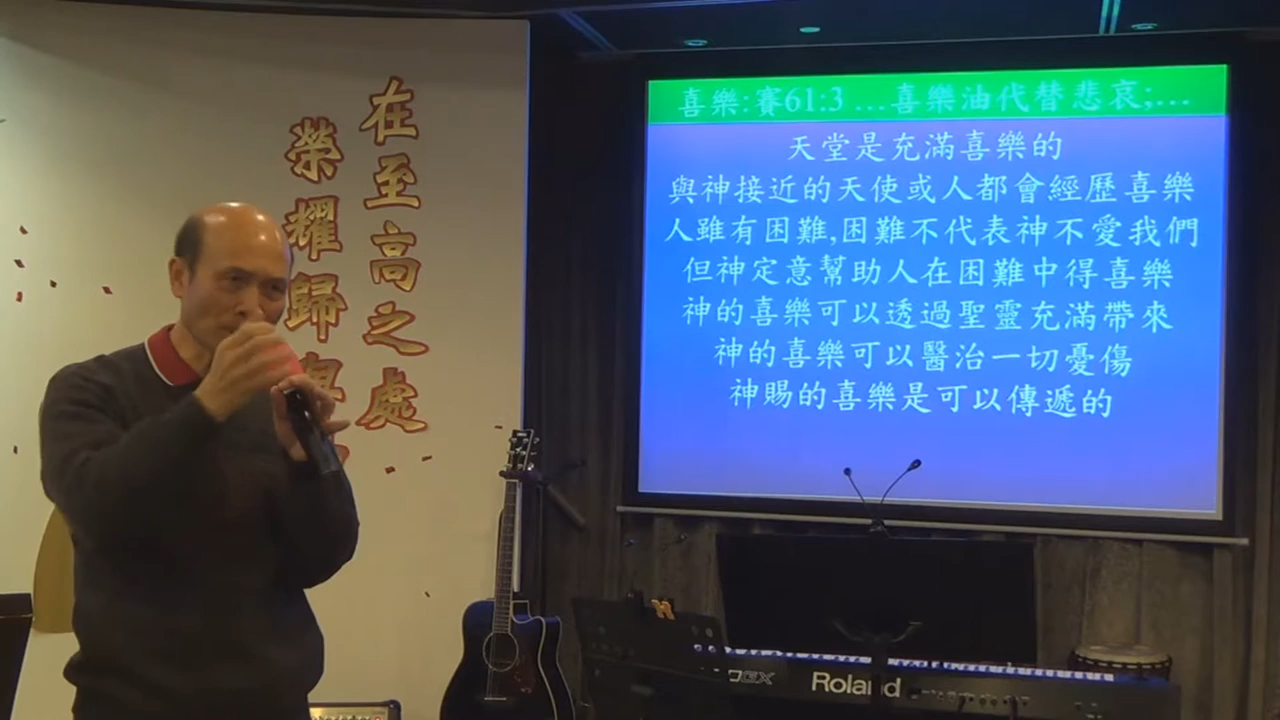 在至高之處
榮耀歸與
喜樂:賽61:3 …喜樂油代替悲哀;…
天堂是充滿喜樂的
與神接近的天使或人都會經歷喜樂
人雖有困難,困難不代表神不愛我們
但神定意幫助人在困難中得喜樂
神的喜樂可以透過聖靈充滿帶來
神的喜樂可以醫治一切憂傷
神賜的喜樂是可以傳遞的
Roland